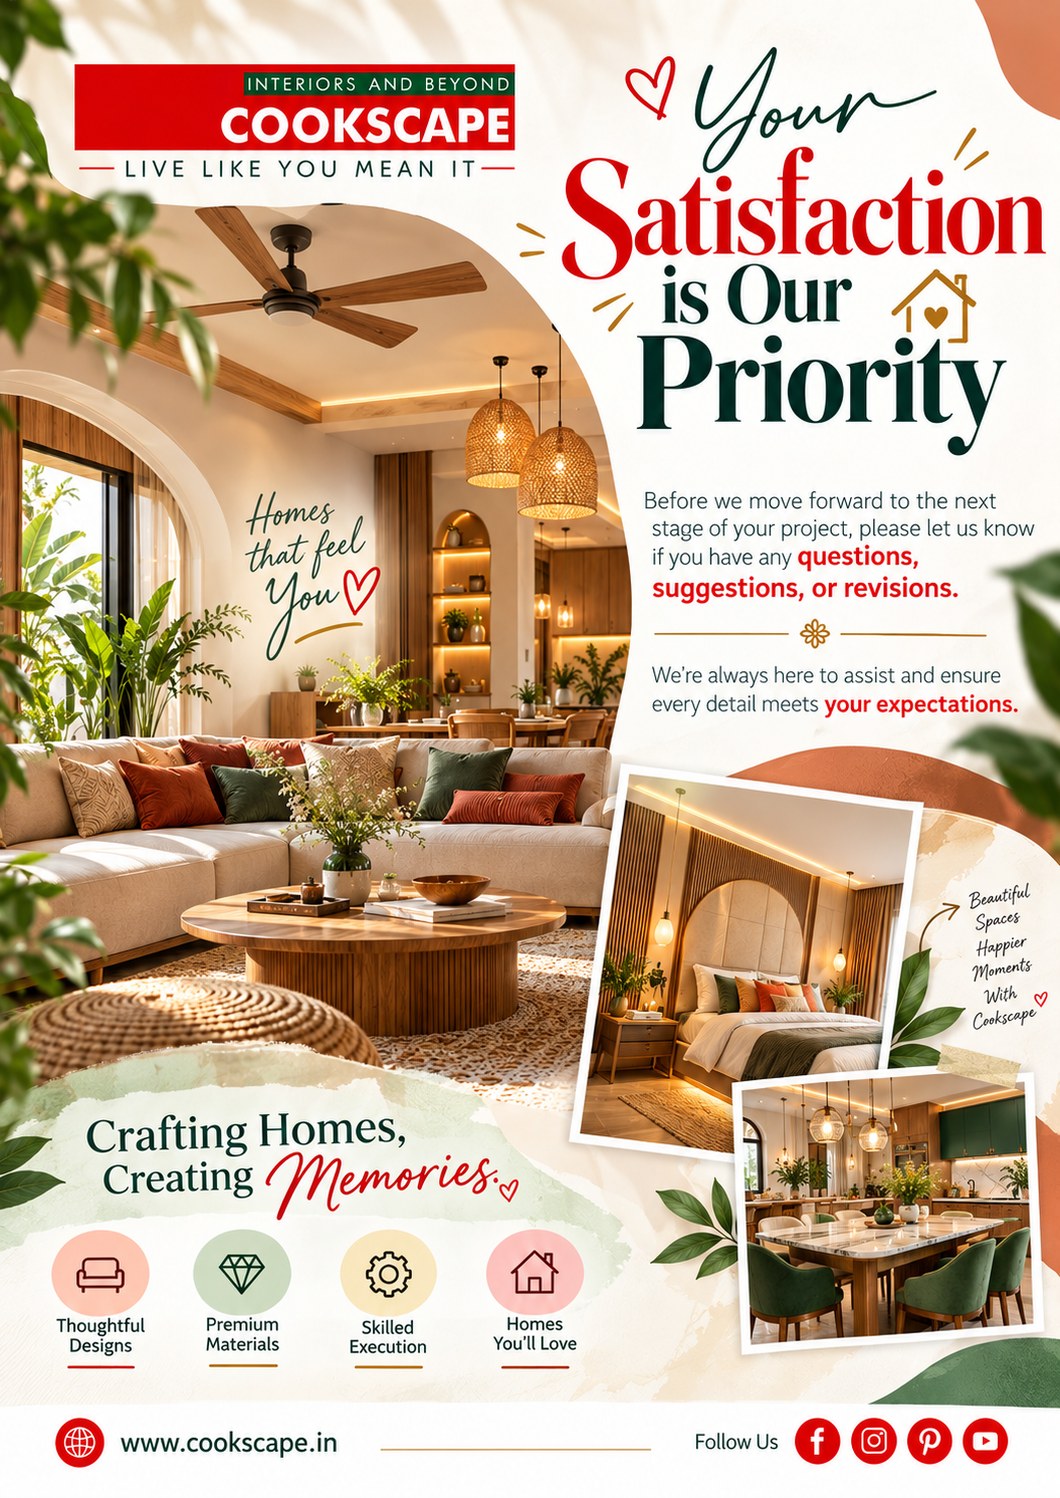 INTERIORS AND BEYOND
COOKSCAPE
LIVE LIKE YOU MEAN IT
Your
Satisfaction
is Our
Priority
Homes
that feel
You
Before we move forward to the next
stage of your project, please let us know
if you have any questions,
suggestions, or revisions.
We're always here to assist and ensure
every detail meets your expectations.
Beautiful
Spaces
Happier
Moments
With
Cookscape
Crafting Homes,
Creating Memories.
Thoughtful
Designs
Premium
Materials
Skilled
Execution
Homes
You'll Love
www.cookscape.in
Follow Us